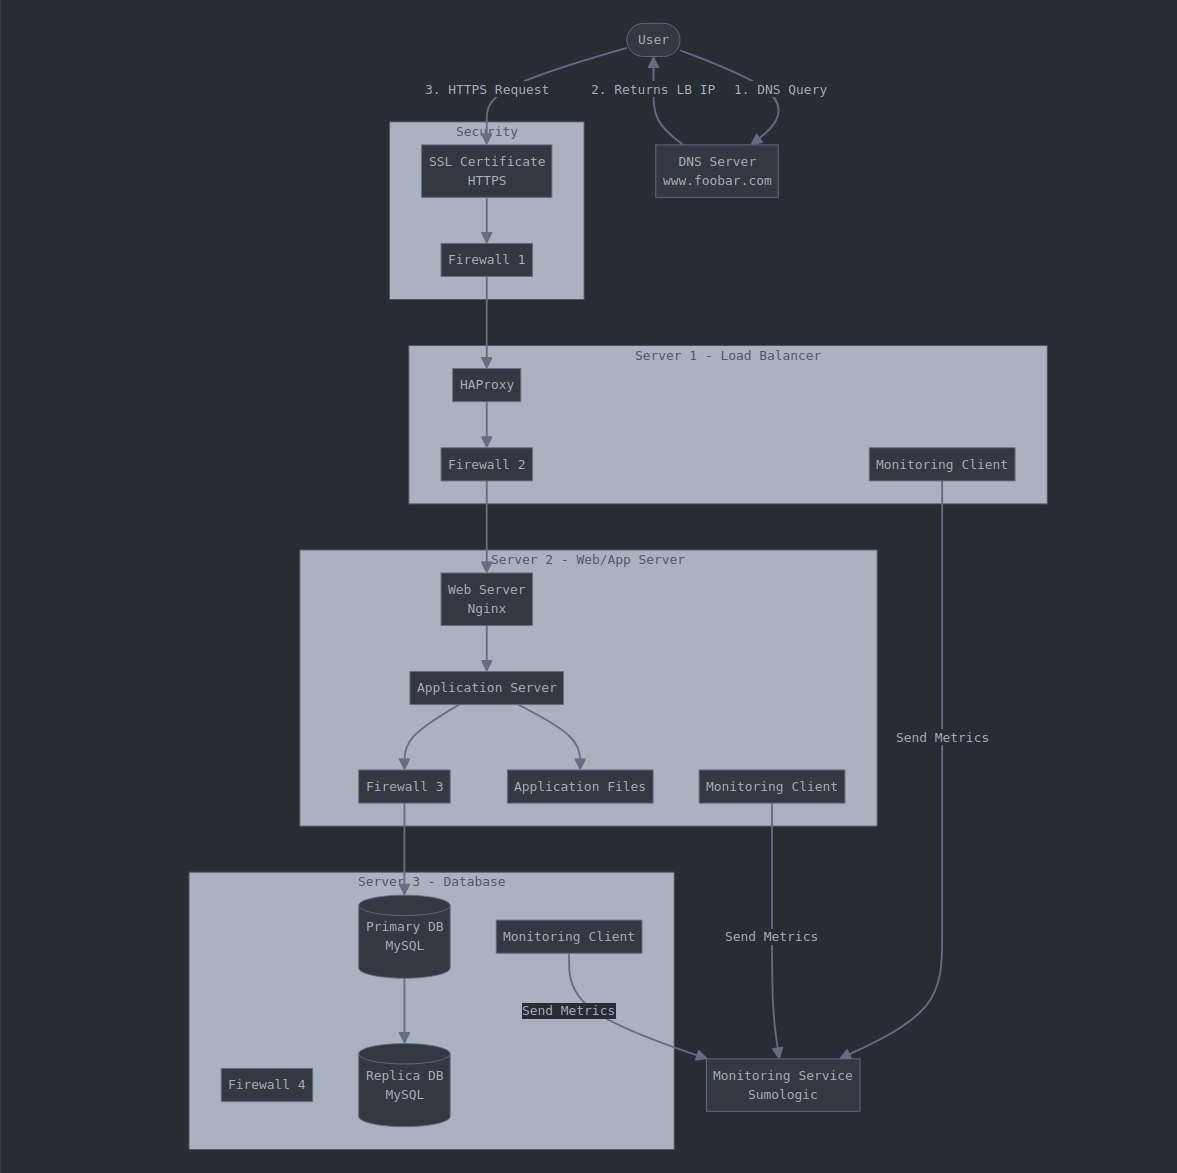 User
3. HTTPS Request
2. Returns LB IP
1. DNS Query
Security
SSL Certificate
HTTPS
DNS Server
www.foobar.com
Firewall 1
Server 1 - Load Balancer
HAProxy
Firewall 2
Monitoring Client
Server 2 - Web/App Server
Web Server
Nginx
Application Server
Send Metrics
Firewall 3
Application Files
Monitoring Client
Server 3 - Database
Primary DB
MySQL
Monitoring Client
Send Metrics
Send Metrics
Firewall 4
Replica DB
MySQL
Monitoring Service
Sumologic